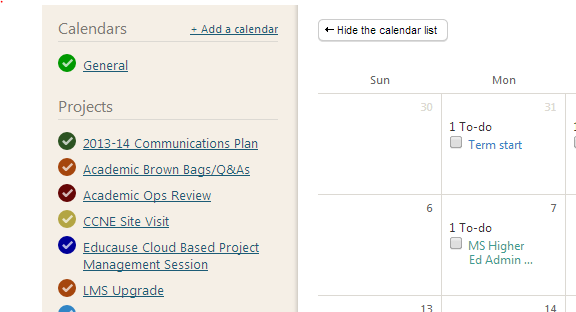 Calendars
+ Add a calendar
General
Projects
2013-14 Communications Plan
Academic Brown Bags/Q&As
Academic Ops Review
CCNE Site Visit
Educause Cloud Based Project
Management Session
LMS Upgrade
← Hide the calendar list
Sun Mon
30 31
1 To-do
Term start
6 7
1 To-do
MS Higher
Ed Admin ...
13 14